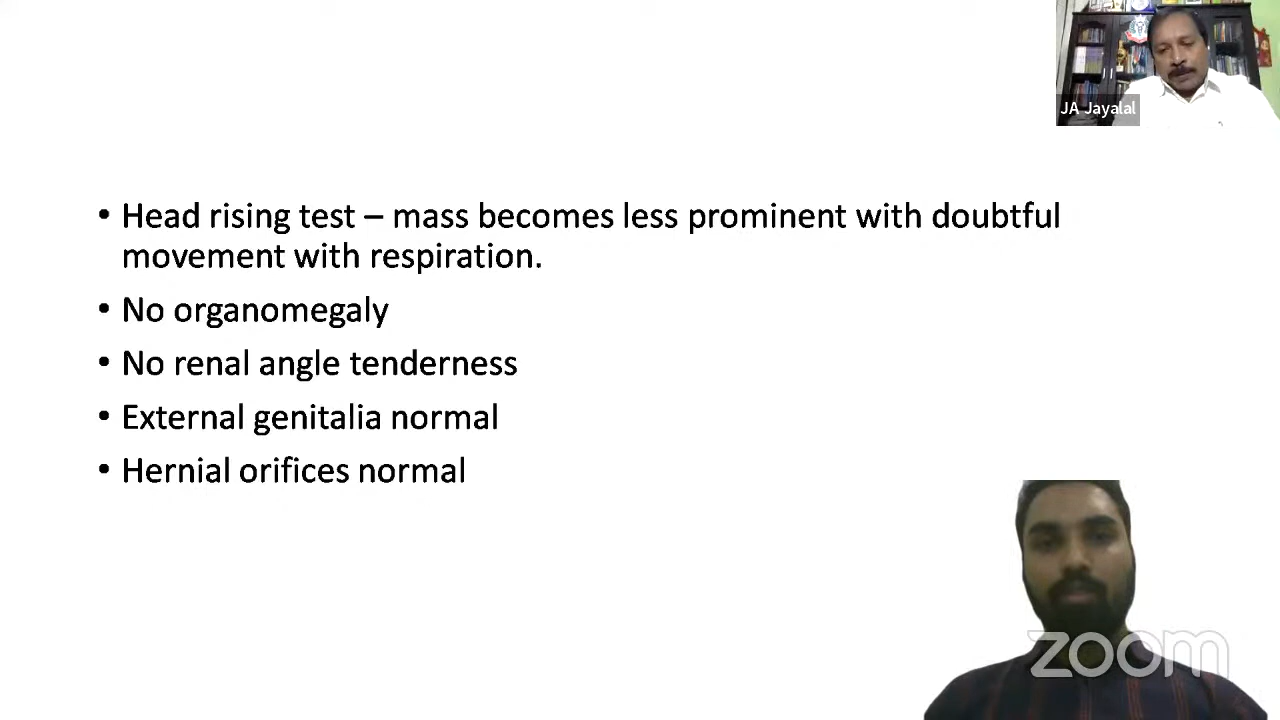 JA Jayalal
• Head rising test – mass becomes less prominent with doubtful
movement with respiration.
• No organomegaly
• No renal angle tenderness
• External genitalia normal
• Hernial orifices normal
zoom